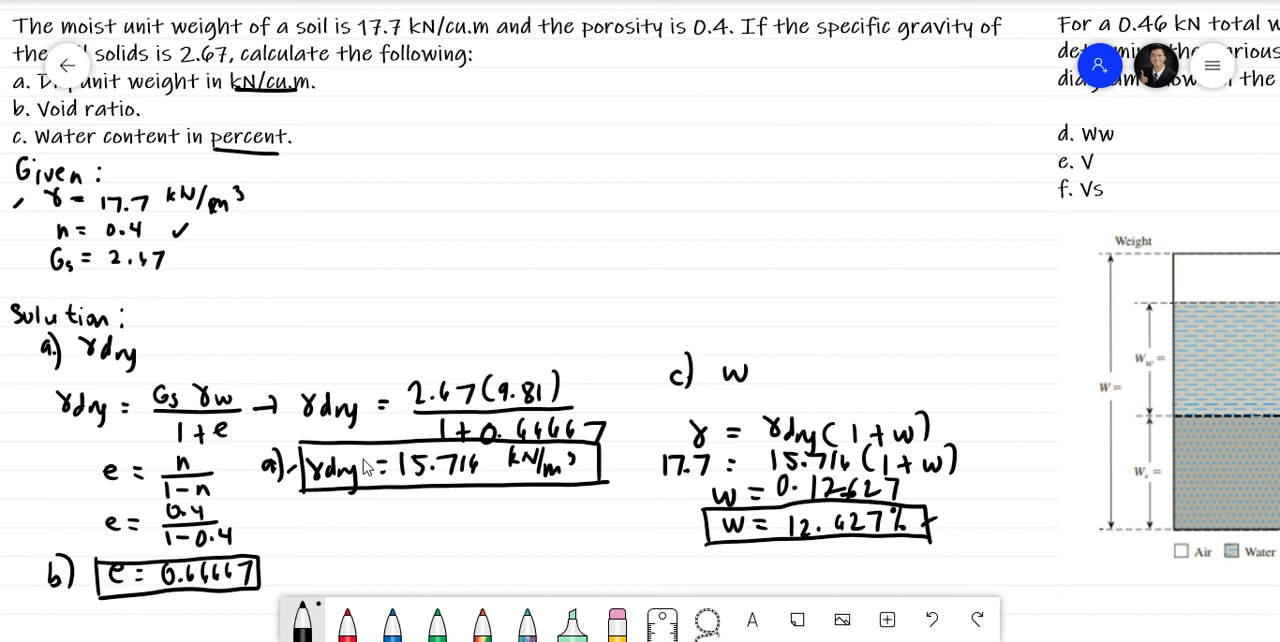 The moist unit weight of a soil is 17.7 kN/cu.m and the porosity is 0.4. If the specific gravity of
the solids is 2.67, calculate the following:
a. unit weight in kN/cu.m.
b. Void ratio.
c. Water content in percent.
Given:
γ = 17.7 kN/m³
n = 0.4 ✓
Gs = 2.67
Solution:
a.) γdry
γdry = Gs γw / 1+e → γdry = 2.67(9.81) / 1+0.66667
e = n / 1-n
a) γdry = 15.716 kN/m³
e = 0.4 / 1-0.4
b) e = 0.66667
c) w
γ = γdry(1+w)
17.7 = 15.716(1+w)
w = 0.12627
w = 12.627%
For a 0.46 kN total w
the
the
d. Ww
e. V
f. Vs
Weight
W =
Ww =
Ws =
Air
Water
A